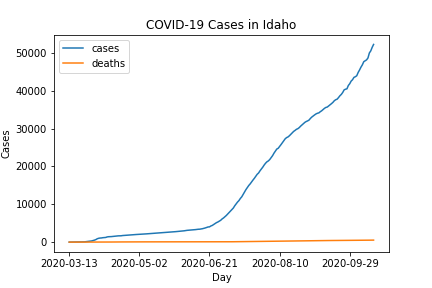 COVID-19 Cases in Idaho
cases
deaths
50000
40000
30000
20000
10000
0
Cases
2020-03-13 2020-05-02 2020-06-21 2020-08-10 2020-09-29
Day